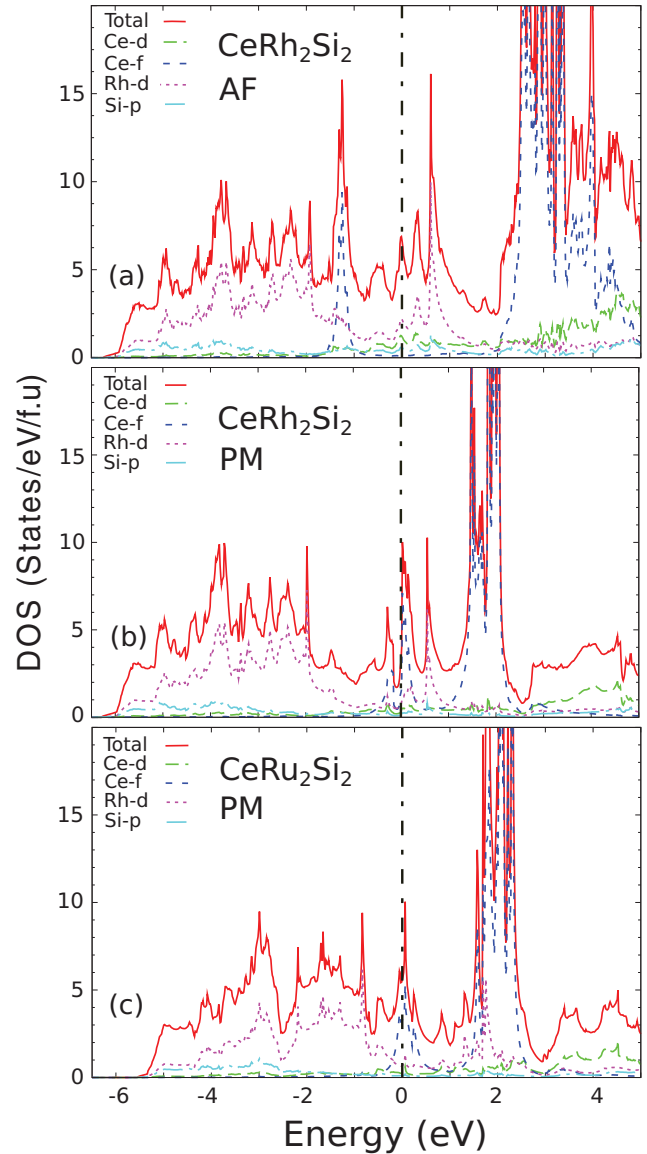 Total
Ce-d
Ce-f
Rh-d
Si-p
CeRh₂Si₂
AF
15
10
5
0
(a)
Total
Ce-d
Ce-f
Rh-d
Si-p
CeRh₂Si₂
PM
15
10
5
0
(b)
Total
Ce-d
Ce-f
Rh-d
Si-p
CeRu₂Si₂
PM
15
10
5
0
(c)
DOS (States/eV/f.u)
-6 -4 -2 0 2 4
Energy (eV)